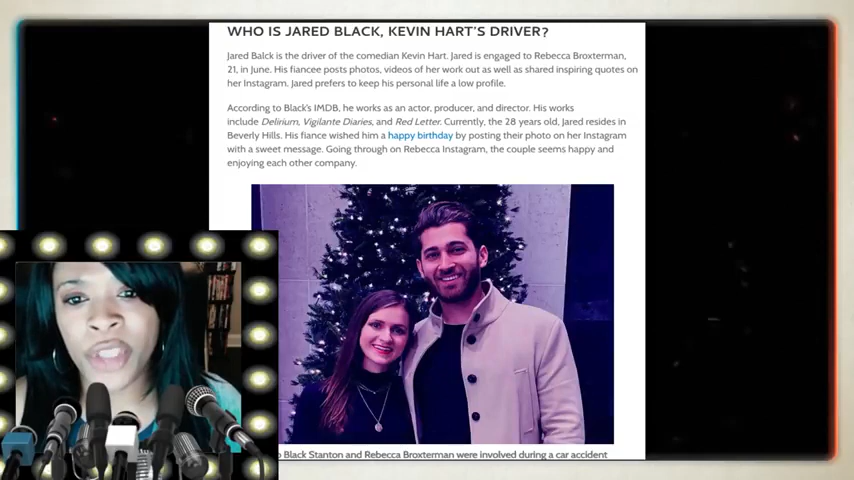 WHO IS JARED BLACK, KEVIN HART'S DRIVER?
Jared Balck is the driver of the comedian Kevin Hart. Jared is engaged to Rebecca Broxterman,
21, in June. His fiancee posts photos, videos of her work out as well as shared inspiring quotes on
her Instagram. Jared prefers to keep his personal life a low profile.
According to Black's IMDB, he works as an actor, producer, and director. His works
include Delirium, Vigilante Diaries, and Red Letter. Currently, the 28 years old, Jared resides in
Beverly Hills. His fiance wished him a happy birthday by posting their photo on her Instagram
with a sweet message. Going through on Rebecca Instagram, the couple seems happy and
enjoying each other company.
Black Stanton and Rebecca Broxterman were involved during a car accident